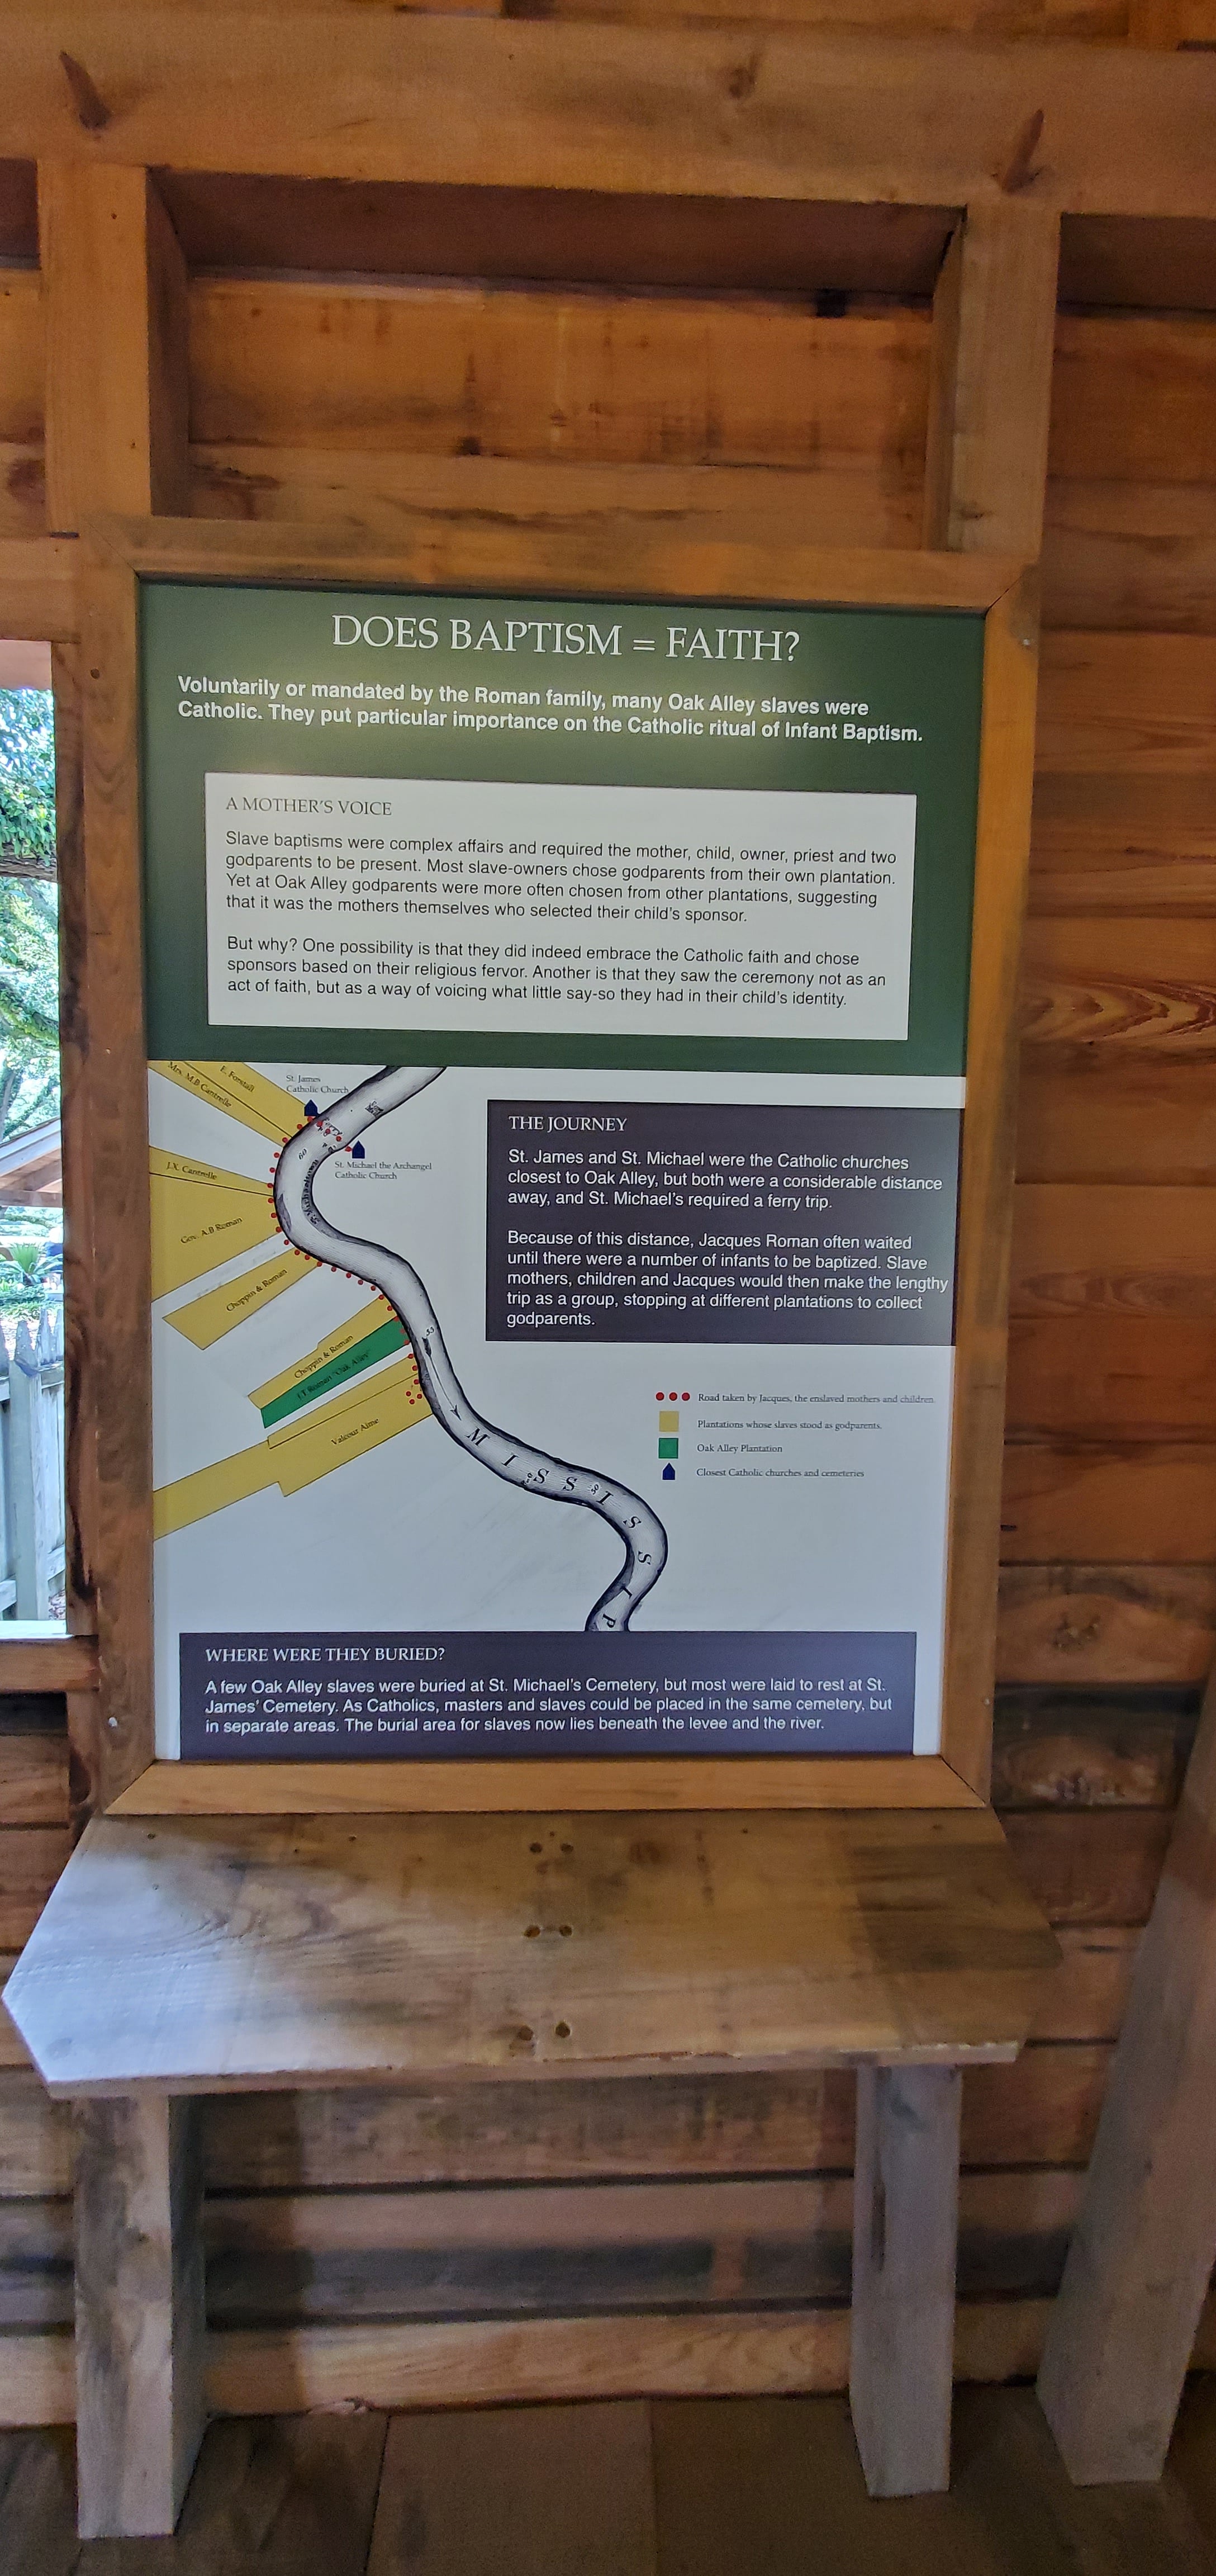 DOES BAPTISM = FAITH?
Voluntarily or mandated by the Roman family, many Oak Alley slaves were
Catholic. They put particular importance on the Catholic ritual of Infant Baptism.
A MOTHER'S VOICE
Slave baptisms were complex affairs and required the mother, child, owner, priest and two
godparents to be present. Most slave-owners chose godparents from their own plantation.
Yet at Oak Alley godparents were more often chosen from other plantations, suggesting
that it was the mothers themselves who selected their child's sponsor.
But why? One possibility is that they did indeed embrace the Catholic faith and chose
sponsors based on their religious fervor. Another is that they saw the ceremony not as an
act of faith, but as a way of voicing what little say-so they had in their child's identity.
E. Forstall
Mrs. M.B Cantrelle
St. James
Catholic Church
St. Michael the Archangel
Catholic Church
J.X. Cantrelle
Gov. A.B Roman
Choppin & Roman
Choppin & Roman
J.T Roman "Oak Alley"
Valcour Aime
60
M I S S I S S I P
THE JOURNEY
St. James and St. Michael were the Catholic churches
closest to Oak Alley, but both were a considerable distance
away, and St. Michael's required a ferry trip.
Because of this distance, Jacques Roman often waited
until there were a number of infants to be baptized. Slave
mothers, children and Jacques would then make the lengthy
trip as a group, stopping at different plantations to collect
godparents.
Road taken by Jacques, the enslaved mothers and children
Plantations whose slaves stood as godparents.
Oak Alley Plantation
Closest Catholic churches and cemeteries
WHERE WERE THEY BURIED?
A few Oak Alley slaves were buried at St. Michael's Cemetery, but most were laid to rest at St.
James' Cemetery. As Catholics, masters and slaves could be placed in the same cemetery, but
in separate areas. The burial area for slaves now lies beneath the levee and the river.